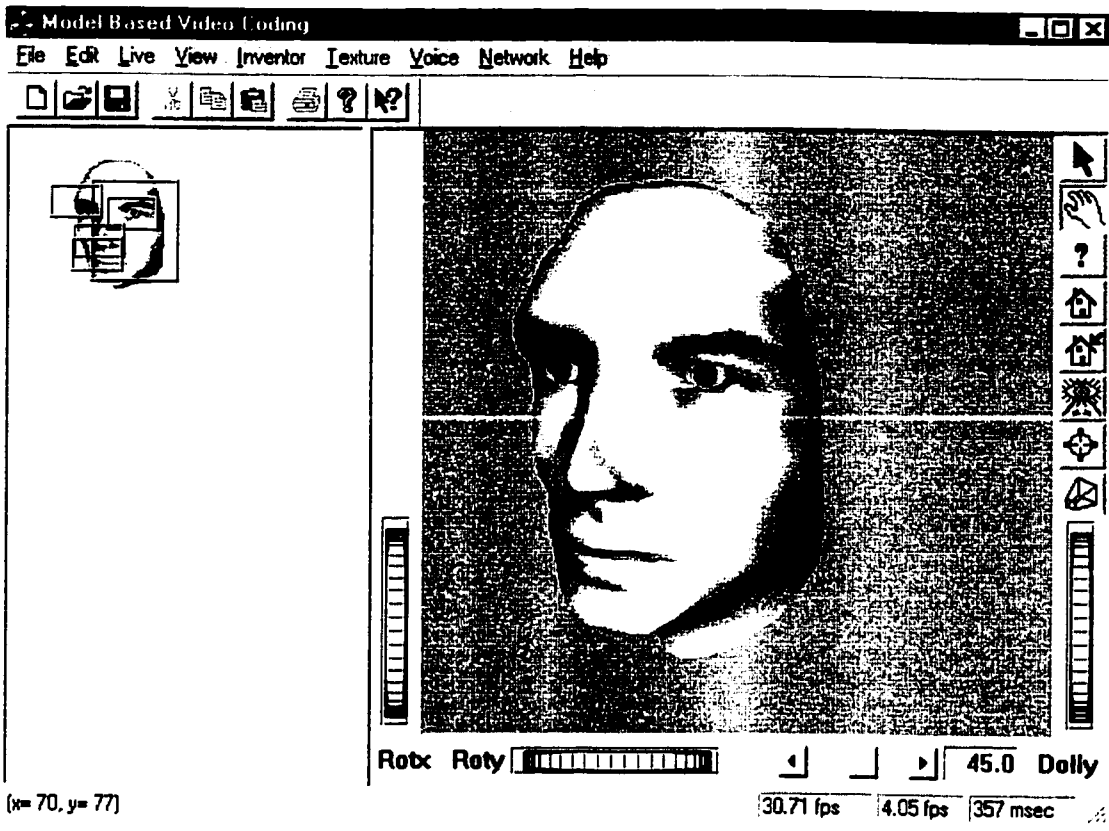 Model Based Video Coding
File Edit Live View Inventor Texture Voice Network Help
Rotx Roty 45.0 Dolly
(x= 70, y= 77) 30.71 fps 4.05 fps 357 msec